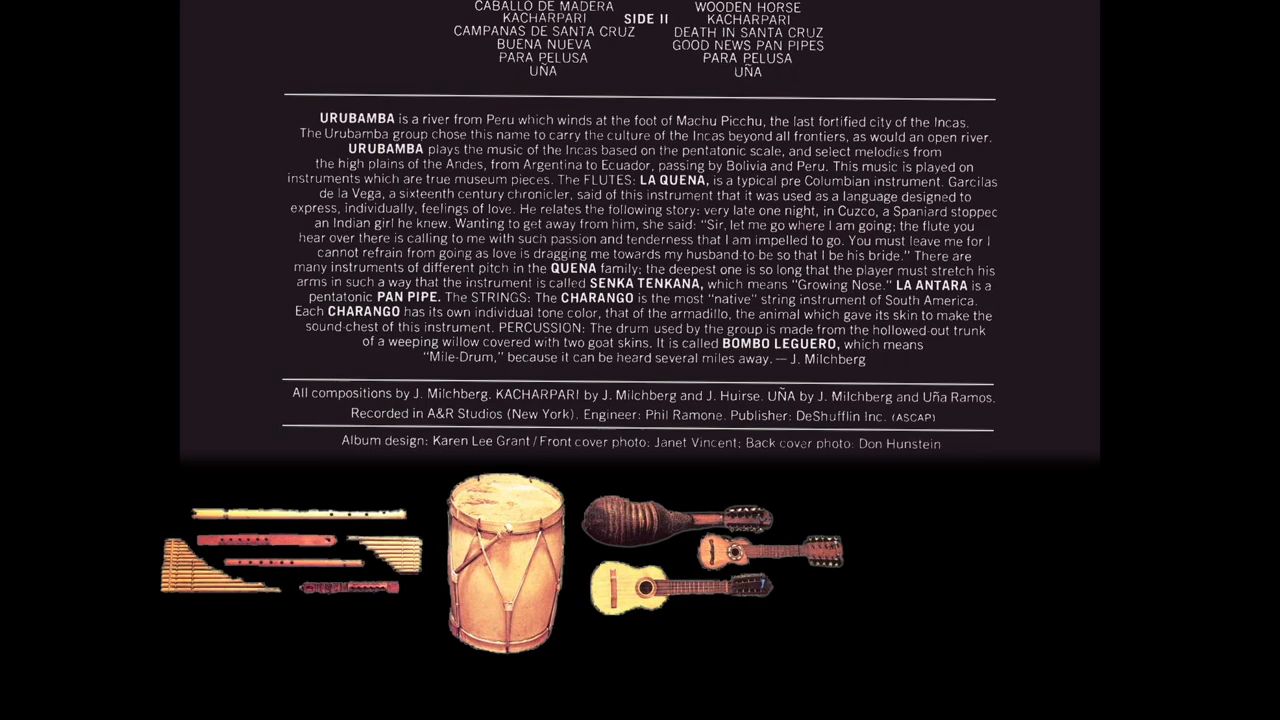 CABALLO DE MADERA WOODEN HORSE
KACHARPARI SIDE II KACHARPARI
CAMPANAS DE SANTA CRUZ DEATH IN SANTA CRUZ
BUENA NUEVA GOOD NEWS PAN PIPES
PARA PELUSA PARA PELUSA
UÑA UÑA
URUBAMBA is a river from Peru which winds at the foot of Machu Picchu, the last fortified city of the Incas.
The Urubamba group chose this name to carry the culture of the Incas beyond all frontiers, as would an open river.
URUBAMBA plays the music of the Incas based on the pentatonic scale, and select melodies from
the high plains of the Andes, from Argentina to Ecuador, passing by Bolivia and Peru. This music is played on
instruments which are true museum pieces. The FLUTES: LA QUENA, is a typical pre Columbian instrument. Garcilas
de la Vega, a sixteenth century chronicler, said of this instrument that it was used as a language designed to
express, individually, feelings of love. He relates the following story: very late one night, in Cuzco, a Spaniard stopped
an Indian girl he knew. Wanting to get away from him, she said: "Sir, let me go where I am going; the flute you
hear over there is calling to me with such passion and tenderness that I am impelled to go. You must leave me for I
cannot refrain from going as love is dragging me towards my husband-to be so that I be his bride." There are
many instruments of different pitch in the QUENA family; the deepest one is so long that the player must stretch his
arms in such a way that the instrument is called SENKA TENKANA, which means "Growing Nose." LA ANTARA is a
pentatonic PAN PIPE. The STRINGS: The CHARANGO is the most "native" string instrument of South America.
Each CHARANGO has its own individual tone color, that of the armadillo, the animal which gave its skin to make the
sound-chest of this instrument. PERCUSSION: The drum used by the group is made from the hollowed-out trunk
of a weeping willow covered with two goat skins. It is called BOMBO LEGUERO, which means
"Mile-Drum," because it can be heard several miles away. — J. Milchberg
All compositions by J. Milchberg. KACHARPARI by J. Milchberg and J. Huirse. UÑA by J. Milchberg and Uña Ramos.
Recorded in A&R Studios (New York). Engineer: Phil Ramone. Publisher: DeShufflin Inc. (ASCAP)
Album design: Karen Lee Grant / Front cover photo: Janet Vincent; Back cover photo: Don Hunstein